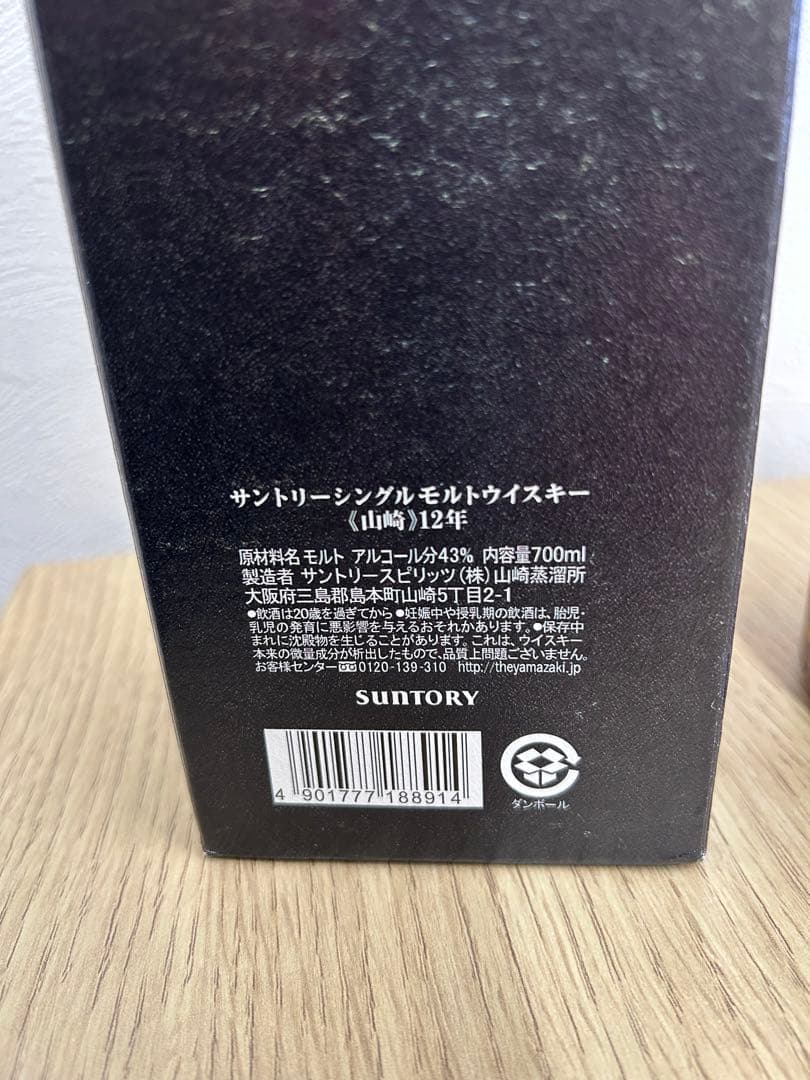 サントリーシングルモルトウイスキー
《山崎》12年
原材料名 モルト アルコール分43% 内容量700ml
製造者 サントリースピリッツ(株)山崎蒸溜所
大阪府三島郡島本町山崎5丁目2-1
●飲酒は20歳を過ぎてから ●妊娠中や授乳期の飲酒は、胎児・
乳児の発育に悪影響を与えるおそれがあります。●保存中
まれに沈殿物を生じることがあります。これは、ウイスキー
本来の微量成分が析出したもので、品質上問題ございません。
お客様センター 0120-139-310 http://theyamazaki.jp
SUNTORY
4 901777 188914
ダンボール